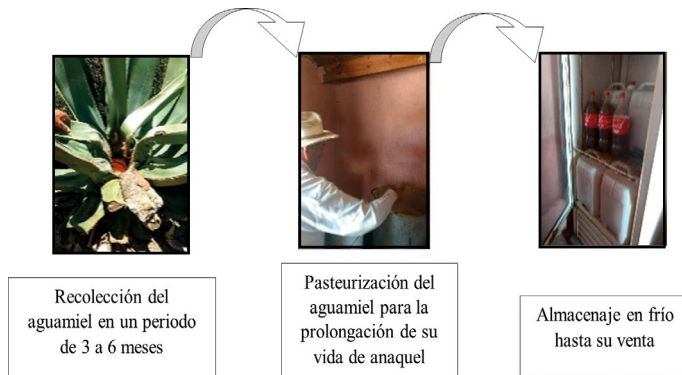 Recolección del
aguamiel en un periodo
de 3 a 6 meses
Pasteurización del
aguamiel para la
prolongación de su
vida de anaquel
Almacenaje en frío
hasta su venta